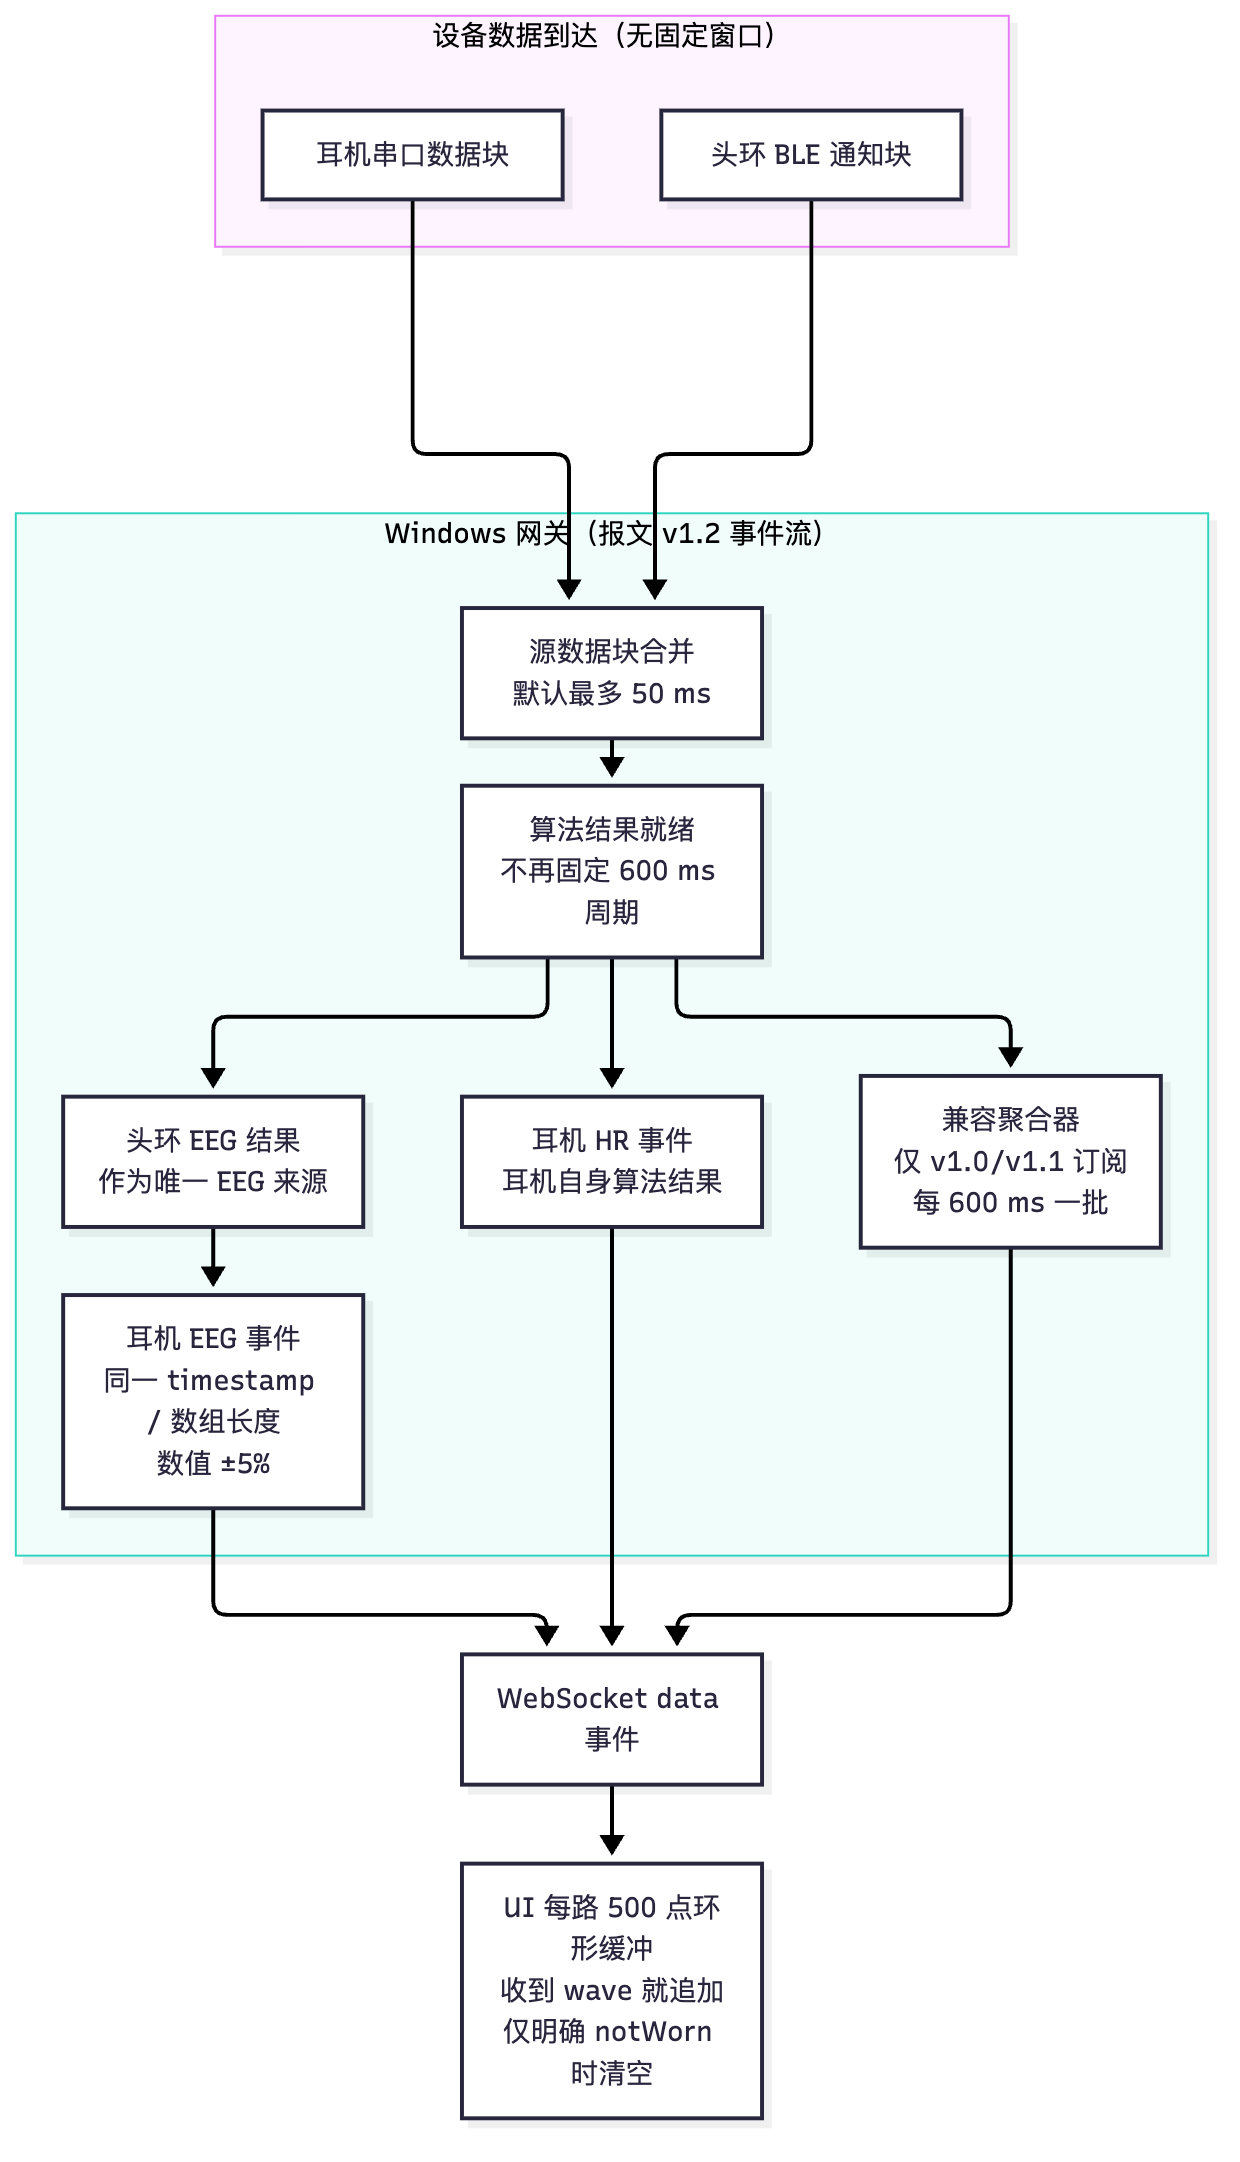 设备数据到达（无固定窗口）
耳机串口数据块
头环 BLE 通知块
Windows 网关（报文 v1.2 事件流）
源数据块合并
默认最多 50 ms
算法结果就绪
不再固定 600 ms
周期
头环 EEG 结果
作为唯一 EEG 来源
耳机 HR 事件
耳机自身算法结果
兼容聚合器
仅 v1.0/v1.1 订阅
每 600 ms 一批
耳机 EEG 事件
同一 timestamp
/ 数组长度
数值 ±5%
WebSocket data
事件
UI 每路 500 点环
形缓冲
收到 wave 就追加
仅明确 notWorn
时清空